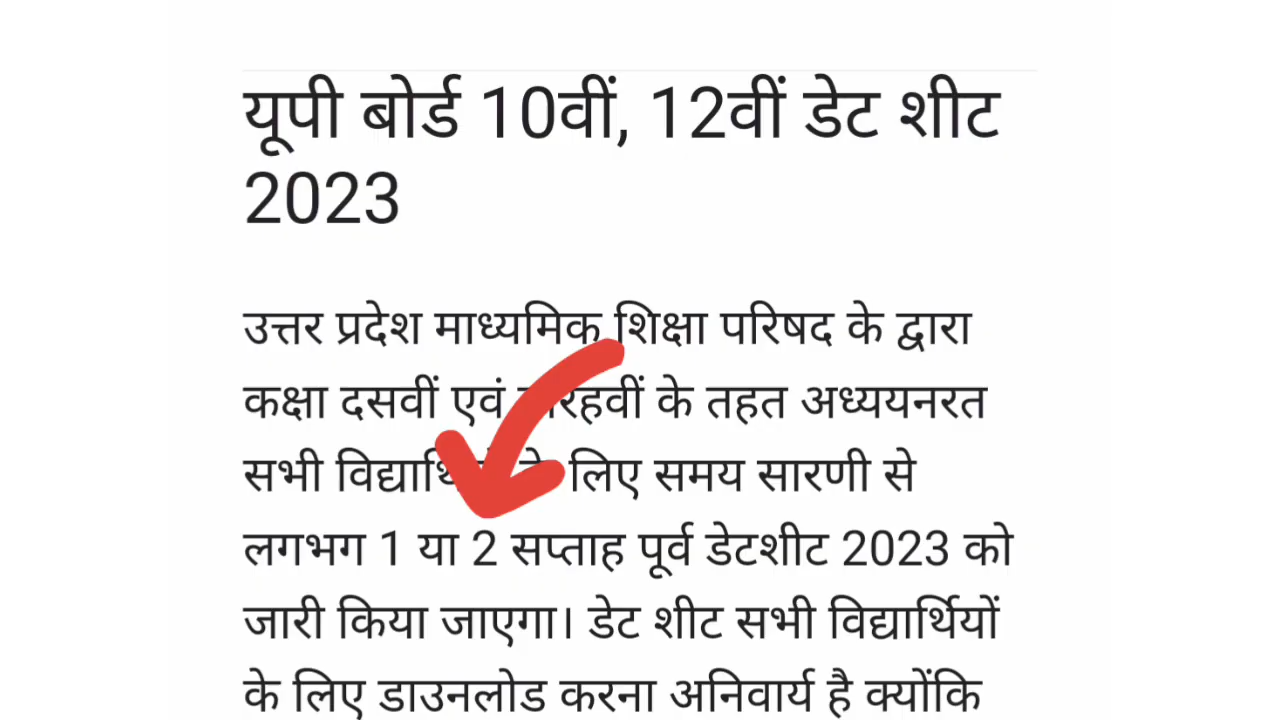 यूपी बोर्ड 10वीं, 12वीं डेट शीट
2023
उत्तर प्रदेश माध्यमिक शिक्षा परिषद के द्वारा
कक्षा दसवीं एवं के तहत अध्ययनरत
सभी लिए समय सारणी से
लगभग 1 या 2 सप्ताह पूर्व डेटशीट 2023 को
जारी किया जाएगा। डेट शीट सभी विद्यार्थियों
के लिए डाउनलोड करना अनिवार्य है क्योंकि